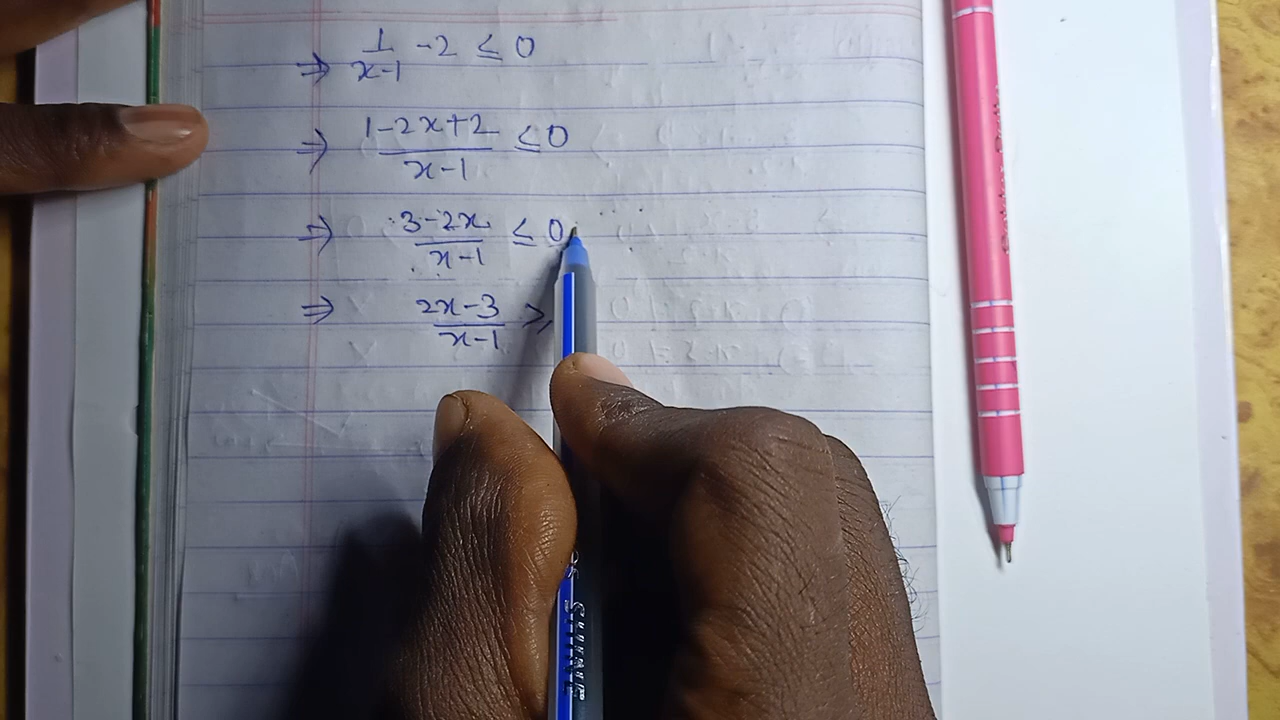 ⇒ 1/(x-1) -2 ≤ 0
⇒ (1-2x+2)/(x-1) ≤ 0
⇒ (3-2x)/(x-1) ≤ 0
⇒ (2x-3)/(x-1) ≥